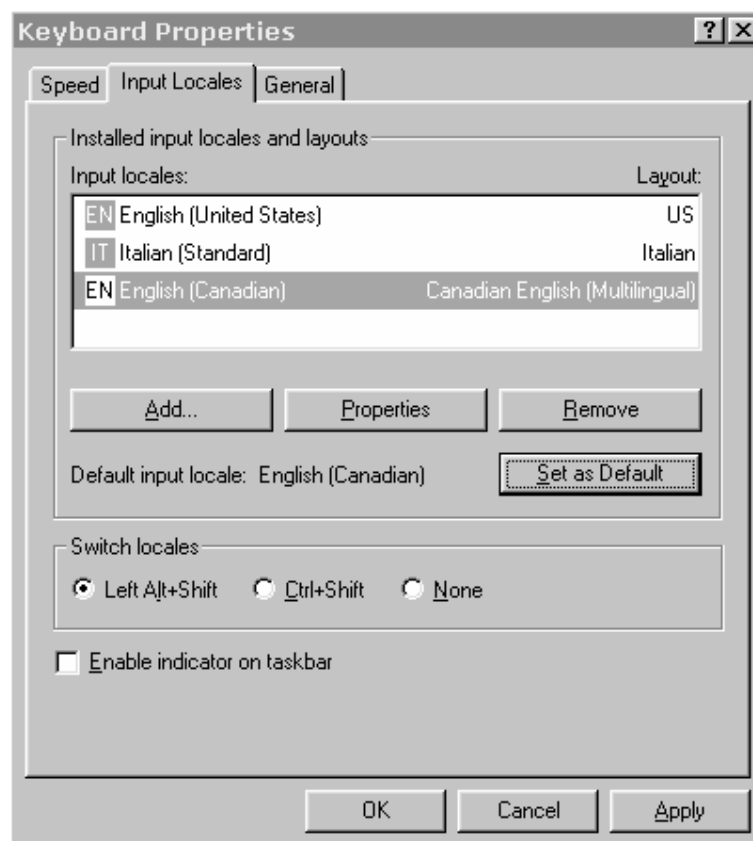 Keyboard Properties
Speed Input Locales General
Installed input locales and layouts
Input locales: Layout:
EN English (United States) US
IT Italian (Standard) Italian
EN English (Canadian) Canadian English (Multilingual)
Add... Properties Remove
Default input locale: English (Canadian) Set as Default
Switch locales
Left Alt+Shift Ctrl+Shift None
Enable indicator on taskbar
OK Cancel Apply